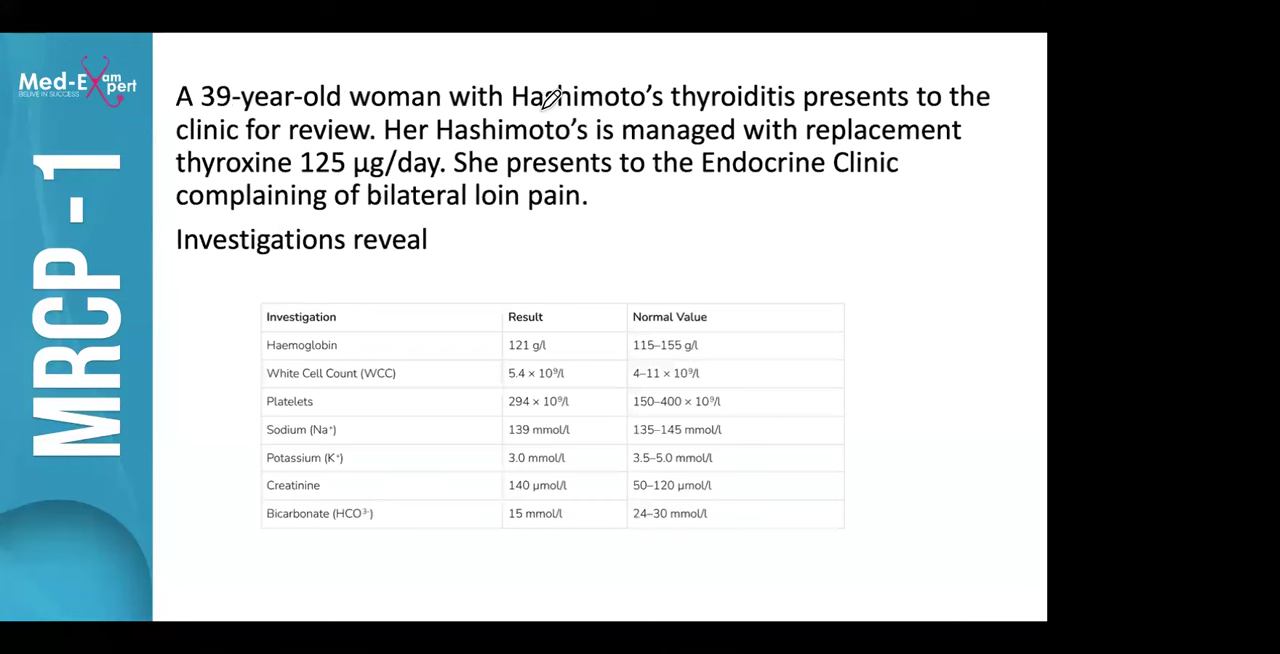 Med-Exam
pert
BELIVE IN SUCCESS
MRCP - 1
A 39-year-old woman with Hashimoto’s thyroiditis presents to the
clinic for review. Her Hashimoto’s is managed with replacement
thyroxine 125 µg/day. She presents to the Endocrine Clinic
complaining of bilateral loin pain.
Investigations reveal
Investigation Result Normal Value
Haemoglobin 121 g/l 115–155 g/l
White Cell Count (WCC) 5.4 × 10⁹/l 4–11 × 10⁹/l
Platelets 294 × 10⁹/l 150–400 × 10⁹/l
Sodium (Na⁺) 139 mmol/l 135–145 mmol/l
Potassium (K⁺) 3.0 mmol/l 3.5–5.0 mmol/l
Creatinine 140 µmol/l 50–120 µmol/l
Bicarbonate (HCO³⁻) 15 mmol/l 24–30 mmol/l